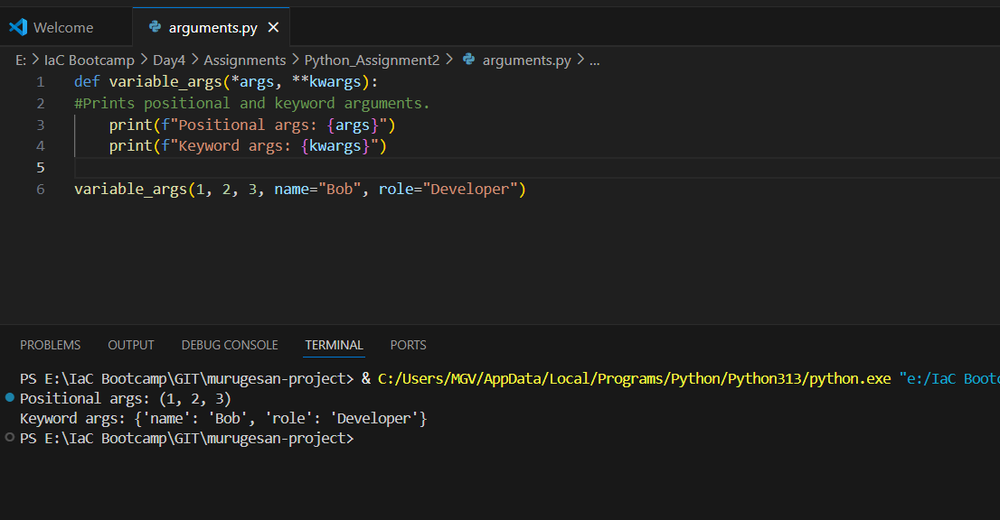 Welcome arguments.py
E: > IaC Bootcamp > Day4 > Assignments > Python_Assignment2 > arguments.py > ...
1 def variable_args(*args, **kwargs):
2 #Prints positional and keyword arguments.
3     print(f"Positional args: {args}")
4     print(f"Keyword args: {kwargs}")
5
6 variable_args(1, 2, 3, name="Bob", role="Developer")
PROBLEMS OUTPUT DEBUG CONSOLE TERMINAL PORTS
PS E:\IaC Bootcamp\GIT\murugesan-project> & C:/Users/MGV/AppData/Local/Programs/Python/Python313/python.exe "e:/IaC Bootc
Positional args: (1, 2, 3)
Keyword args: {'name': 'Bob', 'role': 'Developer'}
PS E:\IaC Bootcamp\GIT\murugesan-project>